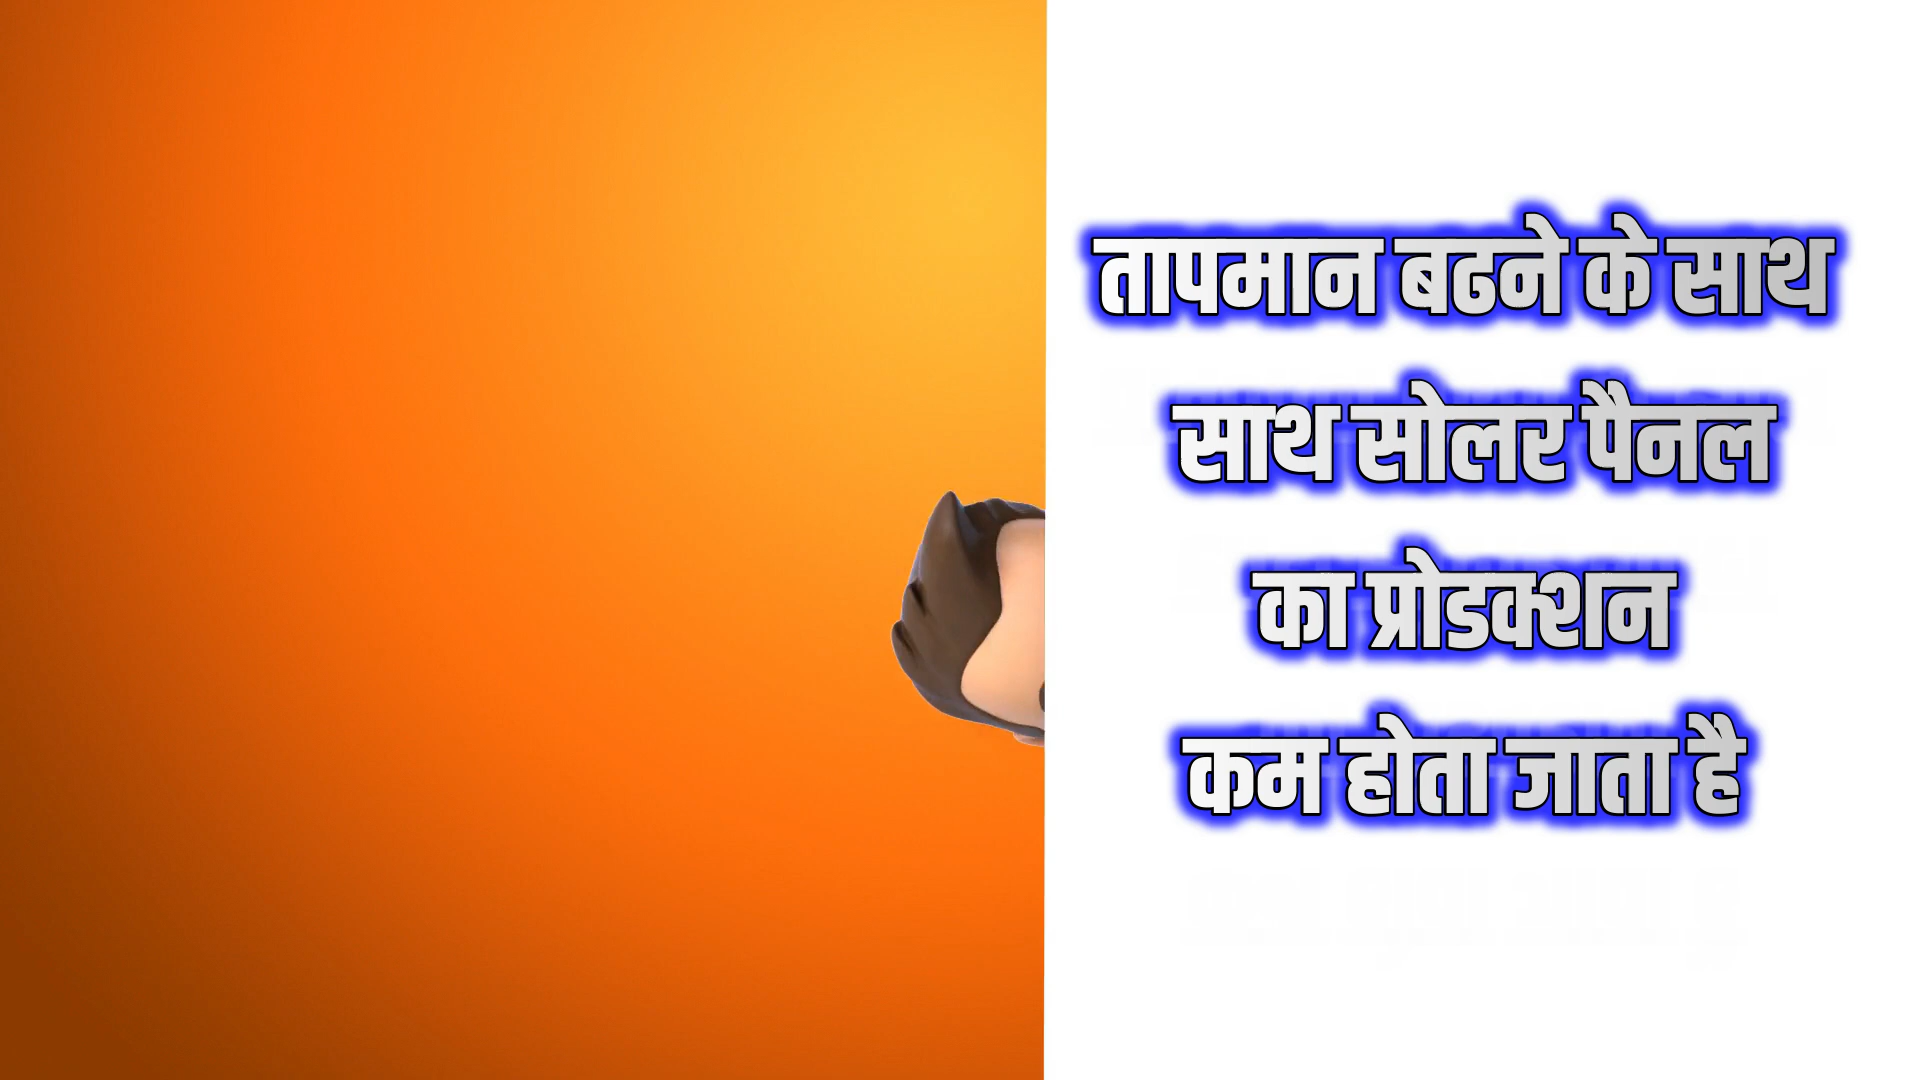 तापमान बढने के साथ
साथ सोलर पैनल
का प्रोडक्शन
कम होता जाता है